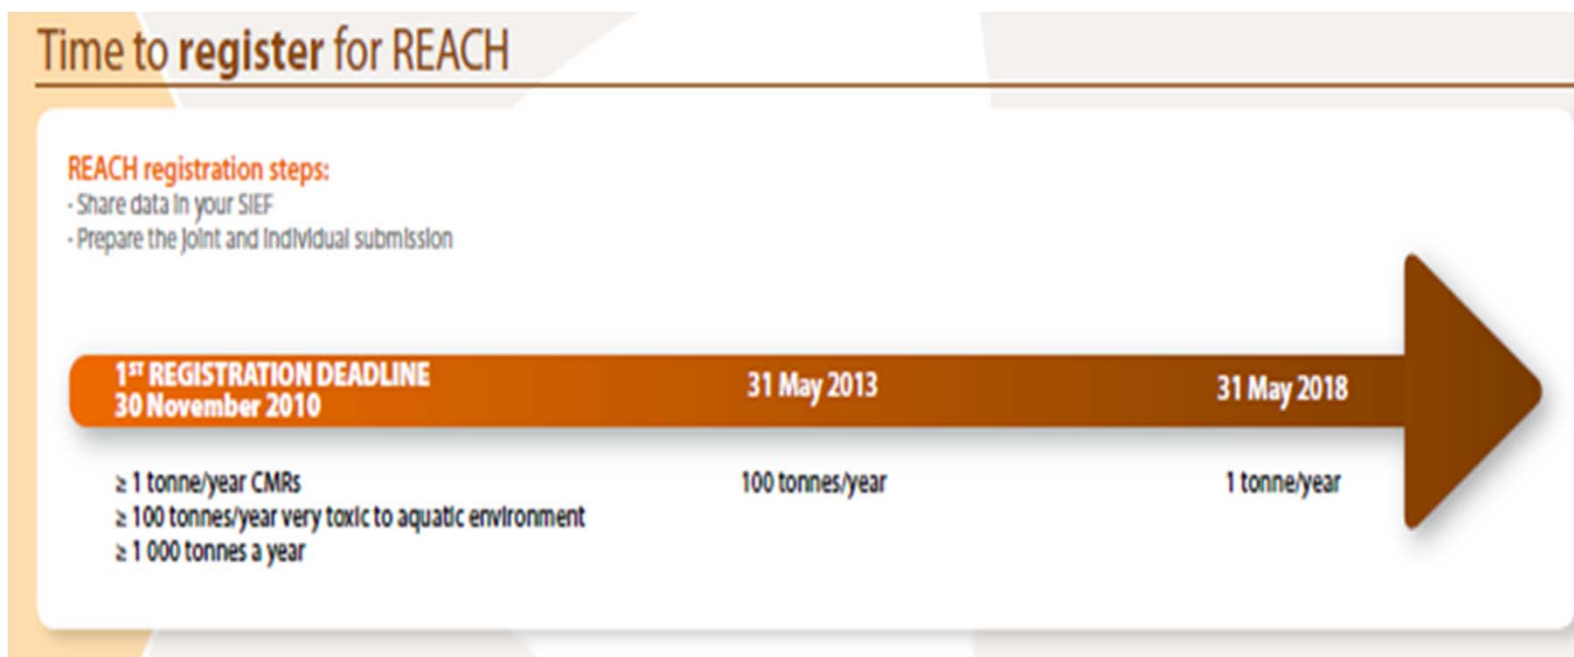 Time to register for REACH
REACH registration steps:
- Share data in your SIEF
- Prepare the joint and individual submission
1ST REGISTRATION DEADLINE
30 November 2010
31 May 2013
31 May 2018
≥ 1 tonne/year CMRs
≥ 100 tonnes/year very toxic to aquatic environment
≥ 1 000 tonnes a year
100 tonnes/year
1 tonne/year